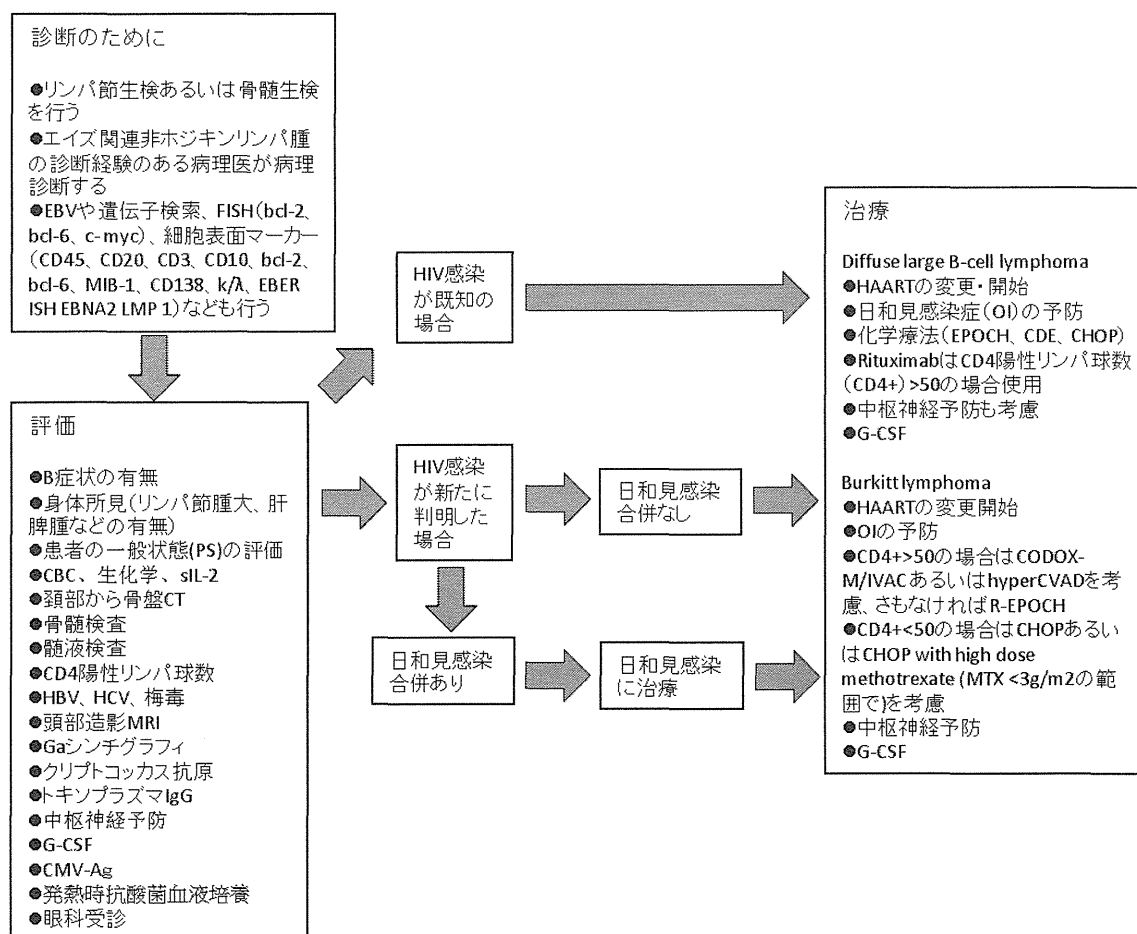 診断のために
●リンパ節生検あるいは骨髄生検
を行う
●エイズ関連非ホジキンリンパ腫
の診断経験のある病理医が病理
診断する
●EBVや遺伝子検索、FISH(bcl-2、
bcl-6、c-myc)、細胞表面マーカー
(CD45、CD20、CD3、CD10、bcl-2、
bcl-6、MIB-1、CD138、k/λ、EBER
ISH EBNA2 LMP 1)なども行う
評価
●B症状の有無
●身体所見(リンパ節腫大、肝
脾腫などの有無)
●患者の一般状態(PS)の評価
●CBC、生化学、sIL-2
●頚部から骨盤CT
●骨髄検査
●髄液検査
●CD4陽性リンパ球数
●HBV、HCV、梅毒
●頭部造影MRI
●Gaシンチグラフィ
●クリプトコッカス抗原
●トキソプラズマIgG
●中枢神経予防
●G-CSF
●CMV-Ag
●発熱時抗酸菌血液培養
●眼科受診
HIV感染
が既知の
場合
HIV感染
が新たに
判明した
場合
日和見感染
合併なし
日和見感染
合併あり
日和見感染
に治療
治療
Diffuse large B-cell lymphoma
●HAARTの変更・開始
●日和見感染症(OI)の予防
●化学療法(EPOCH、CDE、CHOP)
●RituximabはCD4陽性リンパ球数
(CD4+)>50の場合使用
●中枢神経予防も考慮
●G-CSF
Burkitt lymphoma
●HAARTの変更開始
●OIの予防
●CD4+>50の場合はCODOX-
M/IVACあるいはhyperCVADを考
慮、さもなければR-EPOCH
●CD4+<50の場合はCHOPあるい
はCHOP with high dose
methotrexate (MTX <3g/m2の範
囲で)を考慮
●中枢神経予防
●G-CSF